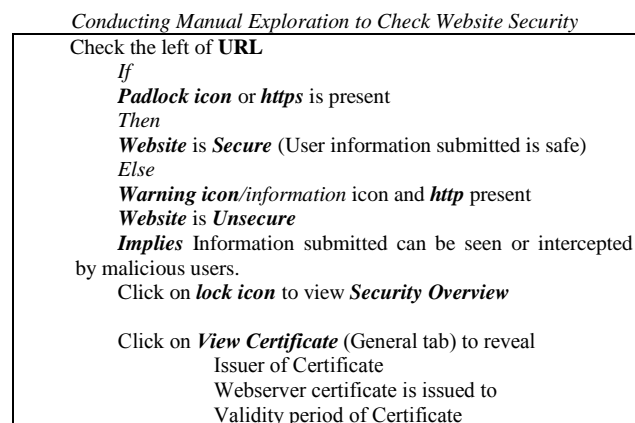 Conducting Manual Exploration to Check Website Security
Check the left of URL
If
Padlock icon or https is present
Then
Website is Secure (User information submitted is safe)
Else
Warning icon/information icon and http present
Website is Unsecure
Implies Information submitted can be seen or intercepted
by malicious users.
Click on lock icon to view Security Overview
Click on View Certificate (General tab) to reveal
Issuer of Certificate
Webserver certificate is issued to
Validity period of Certificate